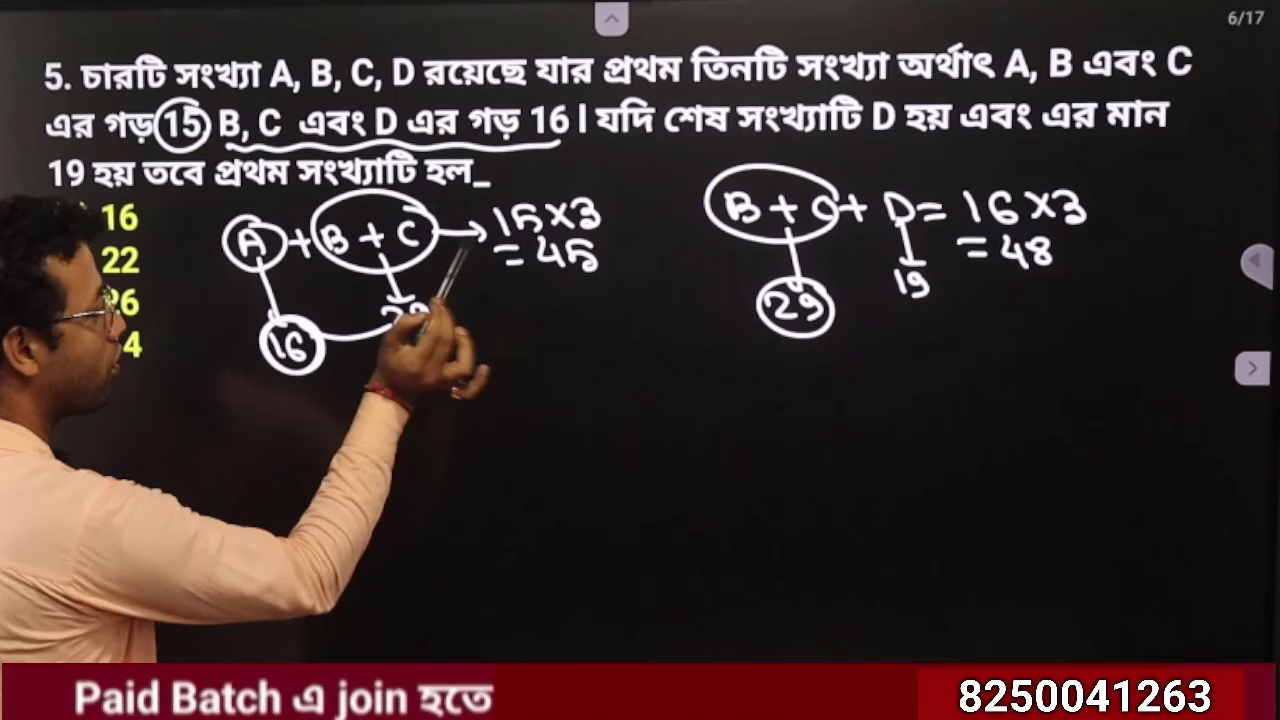 6/17
5. চারটি সংখ্যা A, B, C, D রয়েছে যার প্রথম তিনটি সংখ্যা অর্থাৎ A, B এবং C
এর গড় 15 B, C এবং D এর গড় 16 । যদি শেষ সংখ্যাটি D হয় এবং এর মান
19 হয় তবে প্রথম সংখ্যাটি হল_
16
22
26
4
A + B + C → 15×3
= 45
16
B + C + D = 16×3
= 48
19
29
Paid Batch এ join হতে
8250041263